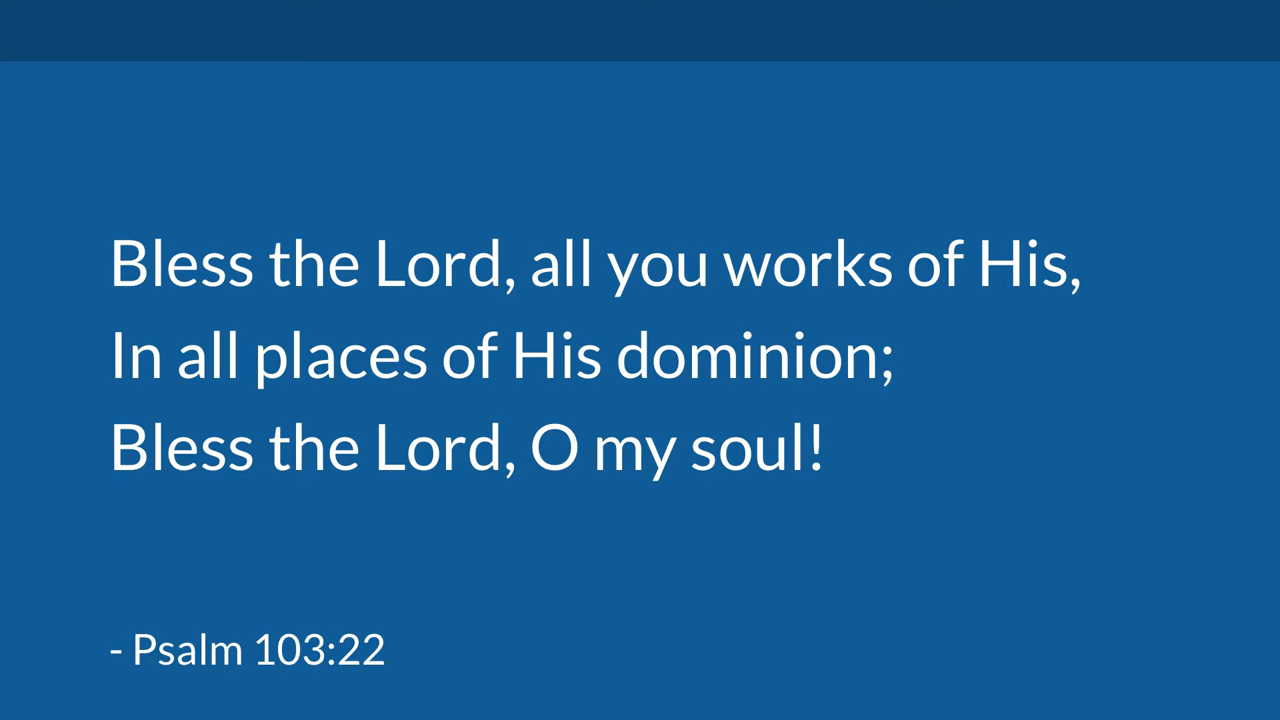 Bless the Lord, all you works of His,
In all places of His dominion;
Bless the Lord, O my soul!
- Psalm 103:22